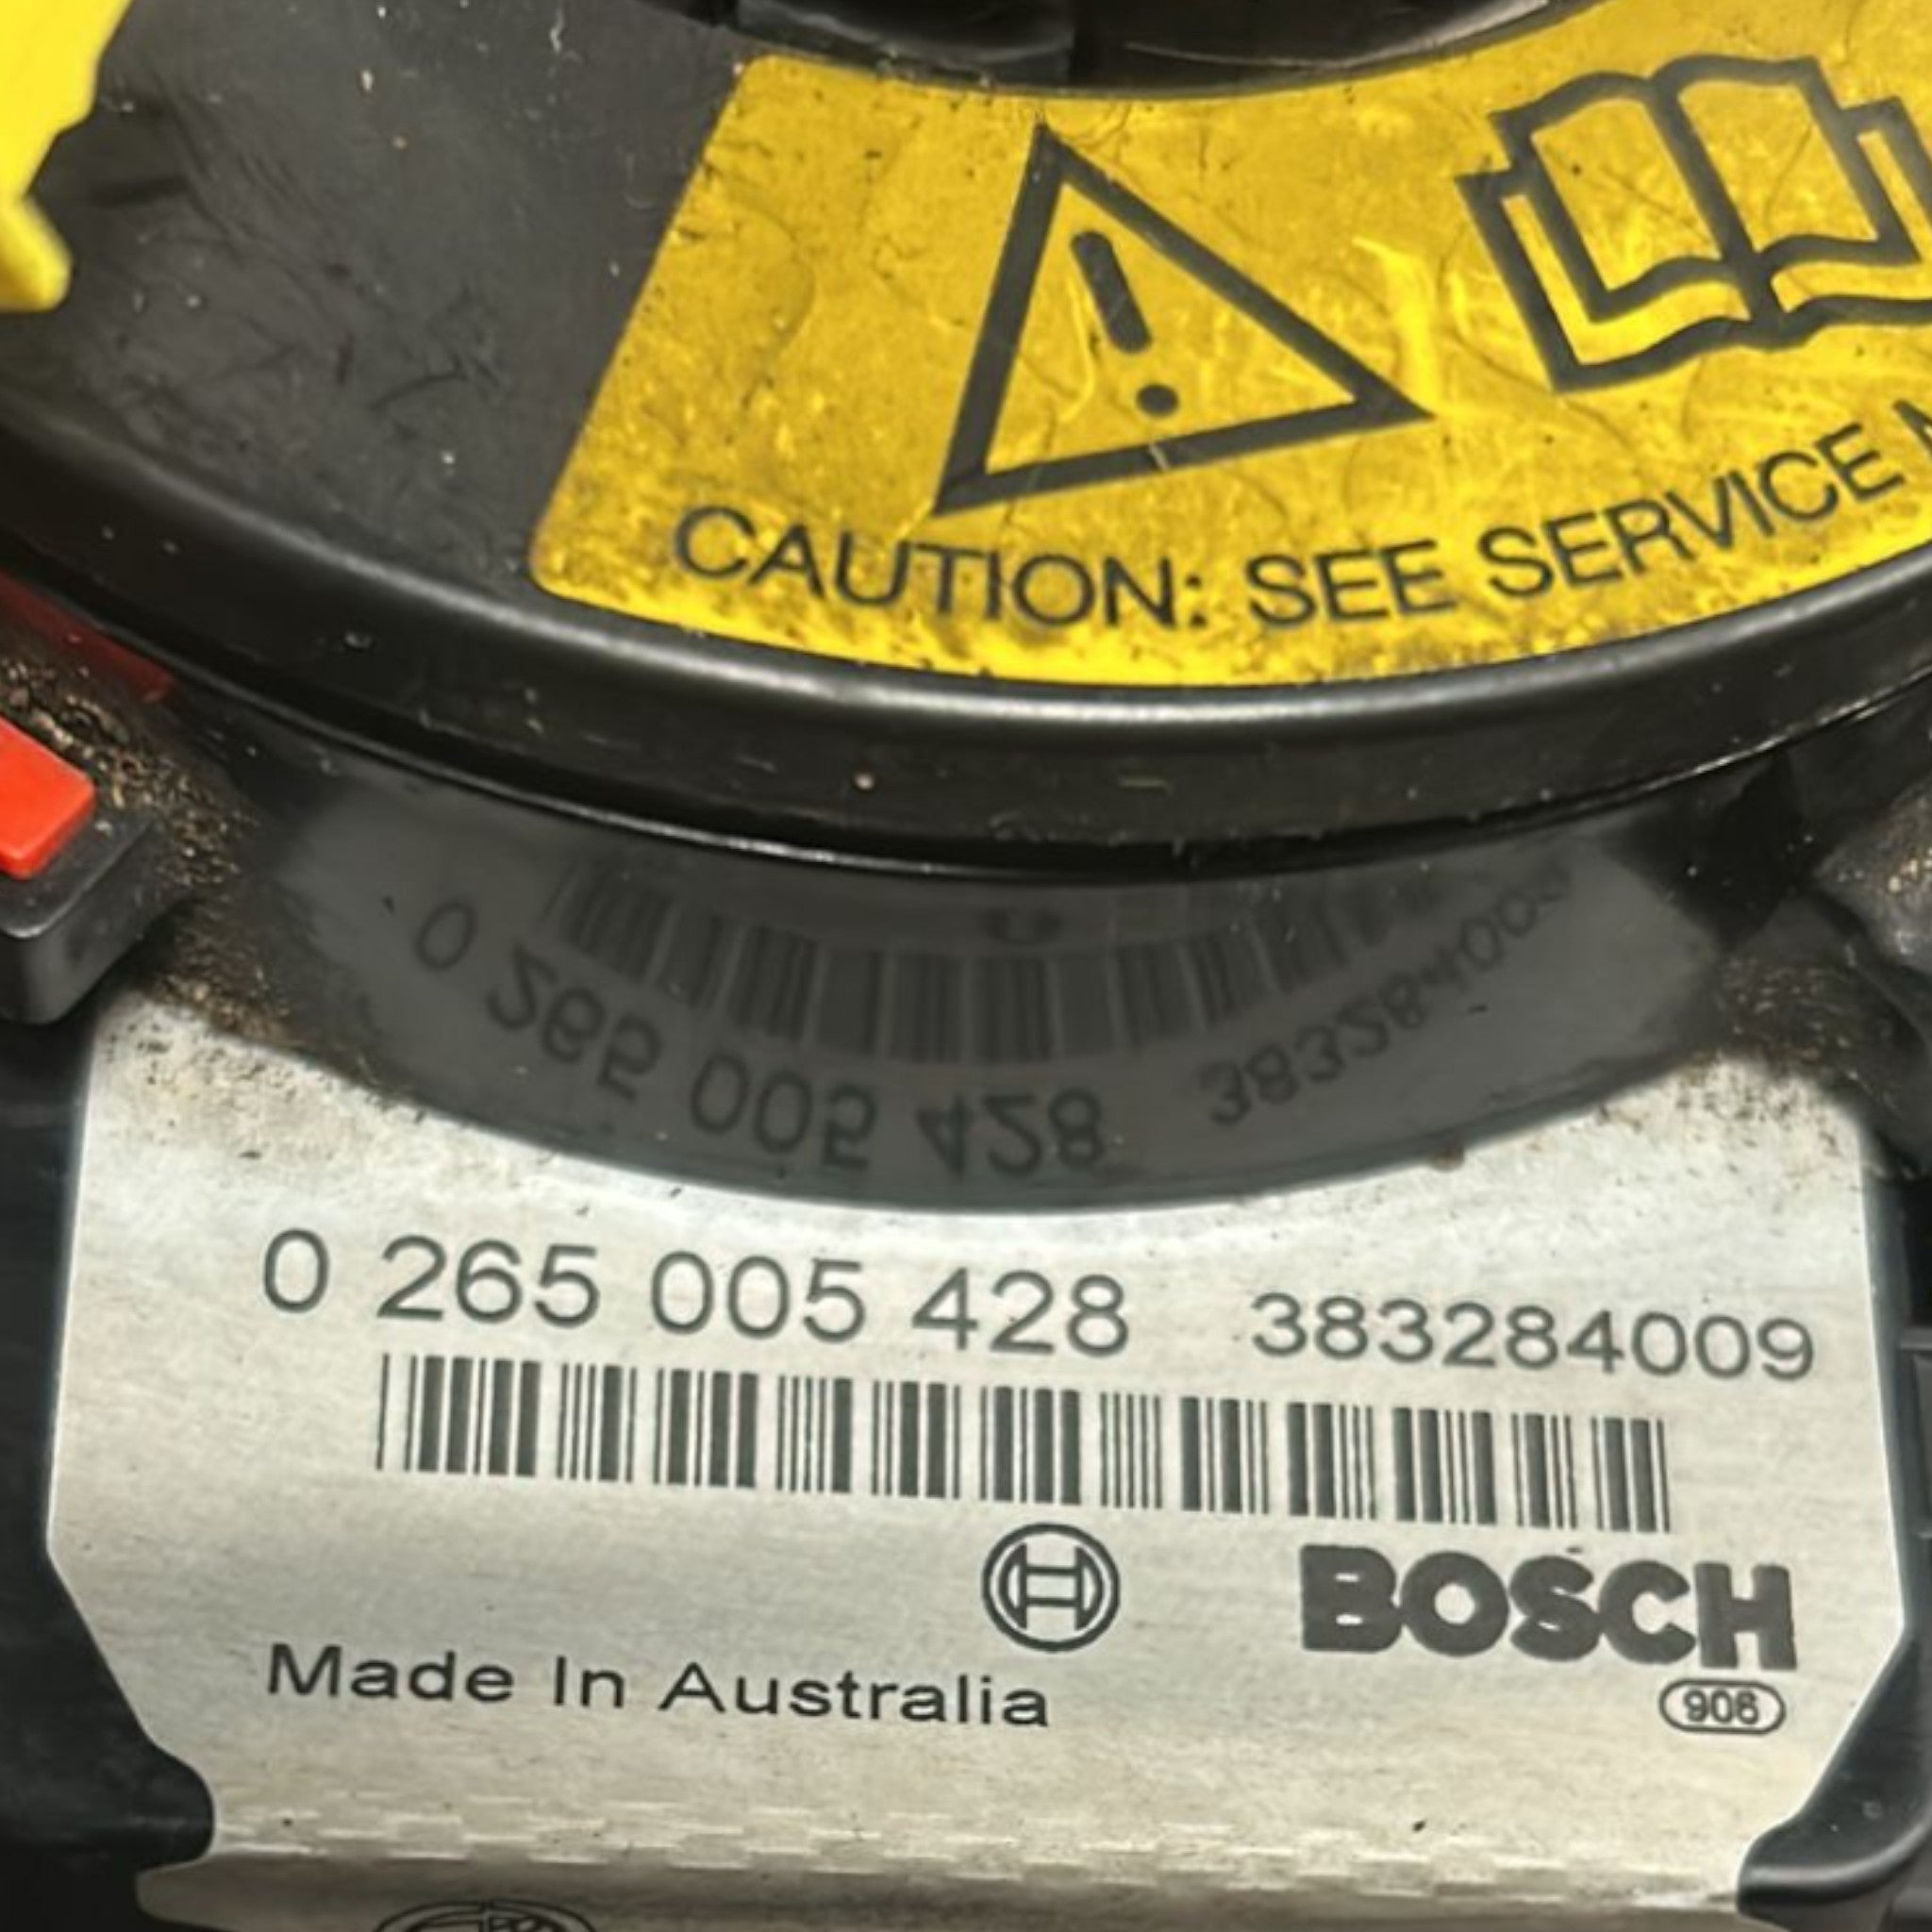 CAUTION: SEE SERVICE
0 265 005 428 383284009
0 265 005 428 383284009
BOSCH
Made In Australia
906